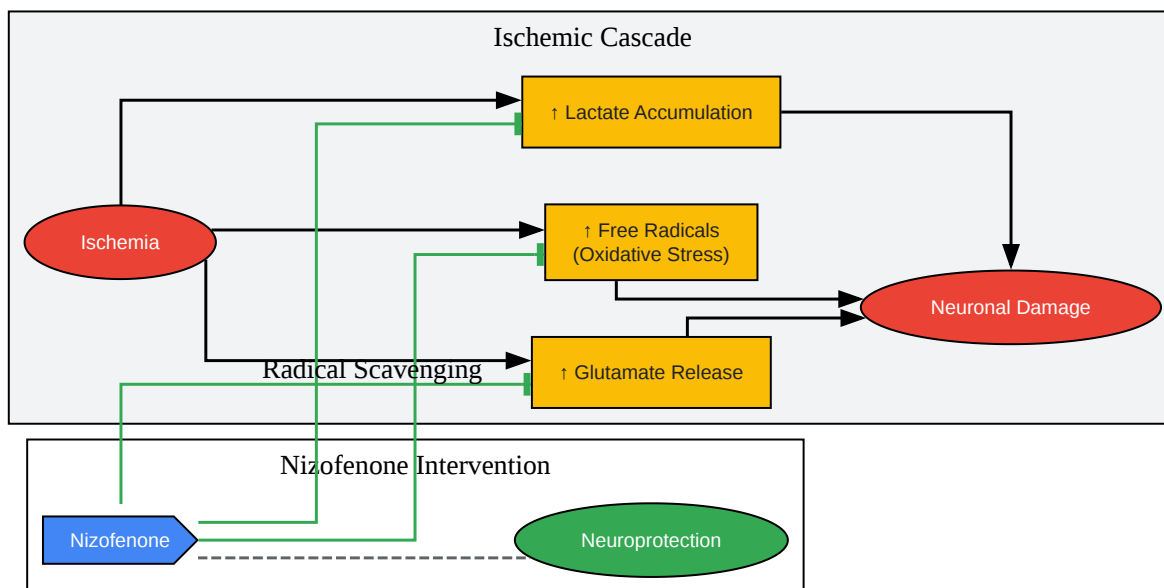 Ischemic Cascade
↑ Lactate Accumulation
Ischemia
↑ Free Radicals
(Oxidative Stress)
Neuronal Damage
Radical Scavenging
↑ Glutamate Release
Nizofenone Intervention
Nizofenone
Neuroprotection